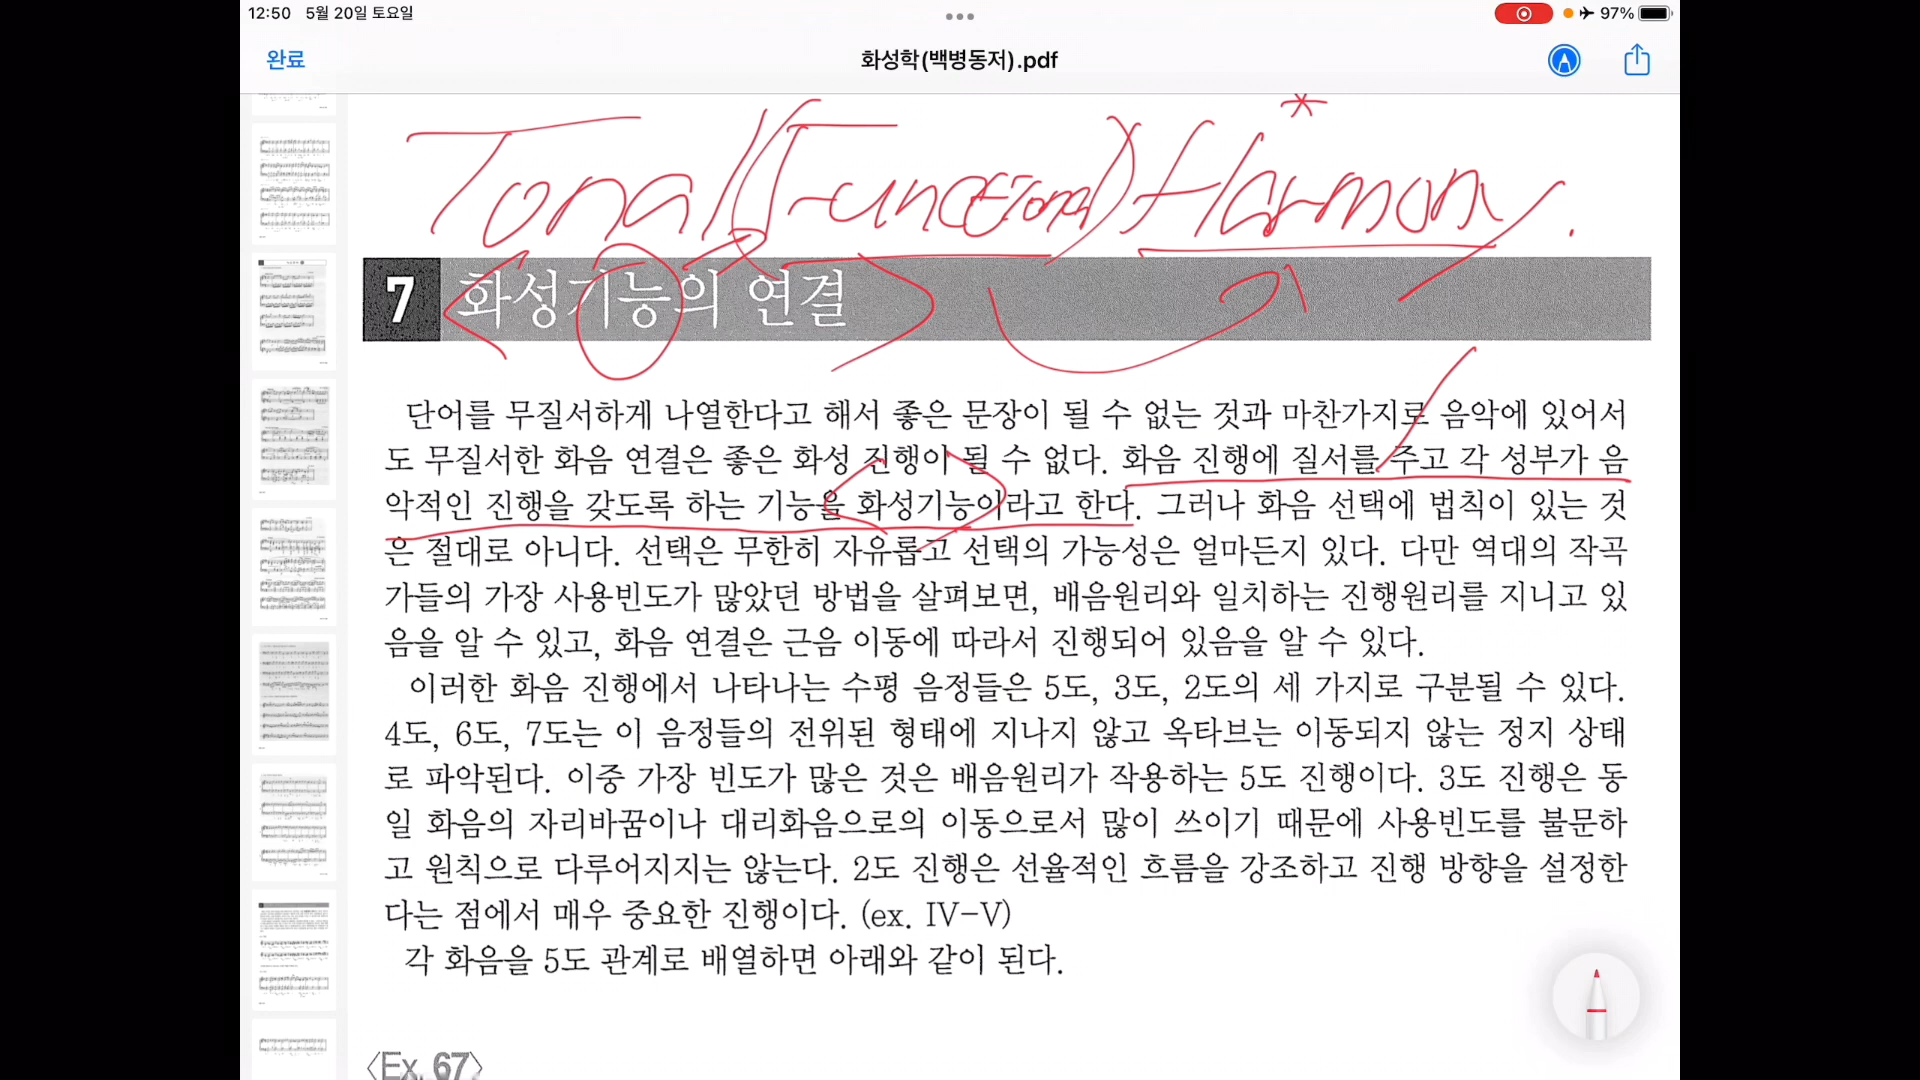 12:50 5월 20일 토요일
97%
완료
화성학(백병동저).pdf
Tonal (Functional) Harmony.
7 화성기능의 연결
단어를 무질서하게 나열한다고 해서 좋은 문장이 될 수 없는 것과 마찬가지로 음악에 있어서
도 무질서한 화음 연결은 좋은 화성 진행이 될 수 없다. 화음 진행에 질서를 주고 각 성부가 음
악적인 진행을 갖도록 하는 기능을 화성기능이라고 한다. 그러나 화음 선택에 법칙이 있는 것
은 절대로 아니다. 선택은 무한히 자유롭고 선택의 가능성은 얼마든지 있다. 다만 역대의 작곡
가들의 가장 사용빈도가 많았던 방법을 살펴보면, 배음원리와 일치하는 진행원리를 지니고 있
음을 알 수 있고, 화음 연결은 근음 이동에 따라서 진행되어 있음을 알 수 있다.
이러한 화음 진행에서 나타나는 수평 음정들은 5도, 3도, 2도의 세 가지로 구분될 수 있다.
4도, 6도, 7도는 이 음정들의 전위된 형태에 지나지 않고 옥타브는 이동되지 않는 정지 상태
로 파악된다. 이중 가장 빈도가 많은 것은 배음원리가 작용하는 5도 진행이다. 3도 진행은 동
일 화음의 자리바꿈이나 대리화음으로의 이동으로서 많이 쓰이기 때문에 사용빈도를 불문하
고 원칙으로 다루어지지는 않는다. 2도 진행은 선율적인 흐름을 강조하고 진행 방향을 설정한
다는 점에서 매우 중요한 진행이다. (ex. IV-V)
각 화음을 5도 관계로 배열하면 아래와 같이 된다.
〈Ex. 67〉